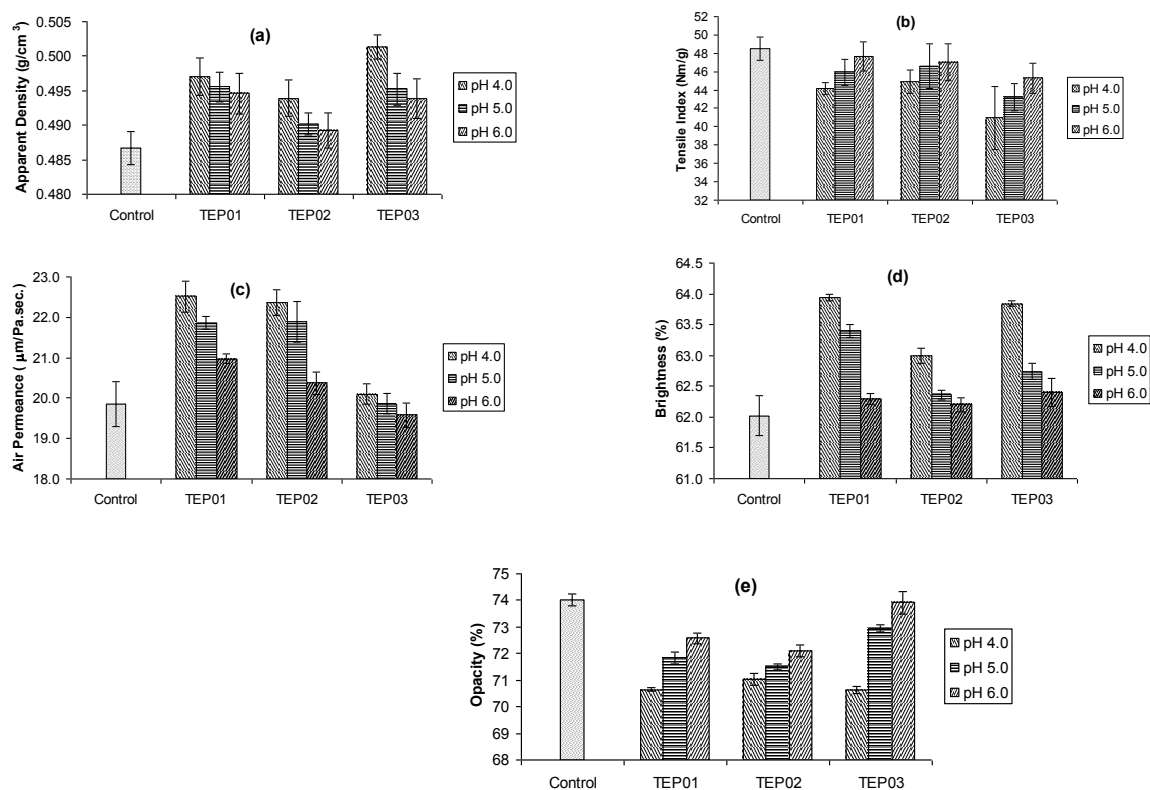 (a)
Apparent Density (g/cm3)
0.505
0.500
0.495
0.490
0.485
0.480
Control TEP01 TEP02 TEP03
pH 4.0
pH 5.0
pH 6.0
(b)
Tensile Index (Nm/g)
50
48
46
44
42
40
38
36
34
32
Control TEP01 TEP02 TEP03
pH 4.0
pH 5.0
pH 6.0
(c)
Air Permeance ( µm/Pa.sec.)
23.0
22.0
21.0
20.0
19.0
18.0
Control TEP01 TEP02 TEP03
pH 4.0
pH 5.0
pH 6.0
(d)
Brightness (%)
64.5
64.0
63.5
63.0
62.5
62.0
61.5
61.0
Control TEP01 TEP02 TEP03
pH 4.0
pH 5.0
pH 6.0
(e)
Opacity (%)
75
74
73
72
71
70
69
68
Control TEP01 TEP02 TEP03
pH 4.0
pH 5.0
pH 6.0